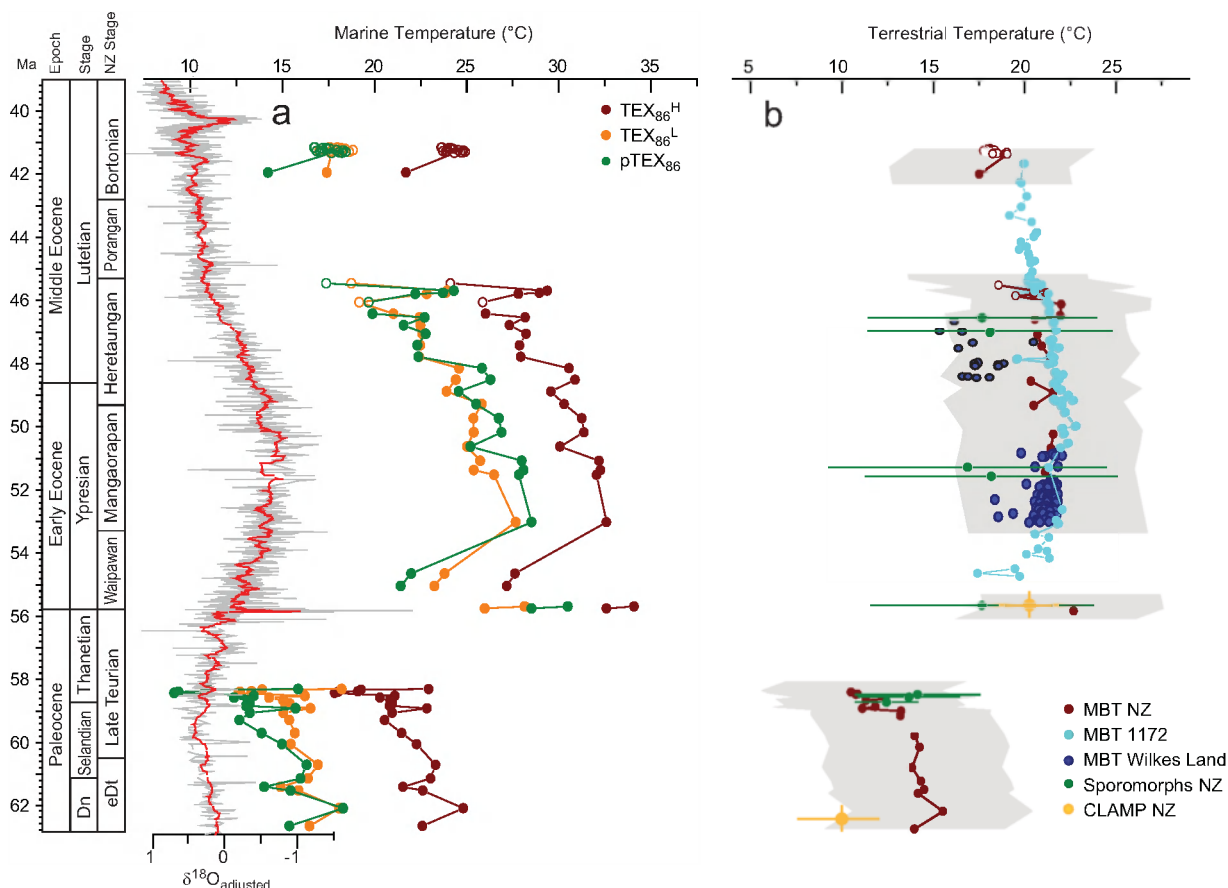 Marine Temperature (°C)
Terrestrial Temperature (°C)
Ma
Epoch
Stage
NZ Stage
10 15 20 25 30 35
5 10 15 20 25
a
b
TEX86H
TEX86L
pTEX86
40
42
44
46
48
50
52
54
56
58
60
62
Middle Eocene
Early Eocene
Paleocene
Lutetian
Ypresian
Thanetian
Selandian
Dn
Bortonian
Porangan
Heretaungan
Mangaorapan
Waipawan
Late Teurian
eDt
MBT NZ
MBT 1172
MBT Wilkes Land
Sporomorphs NZ
CLAMP NZ
1 0 -1
δ18Oadjusted